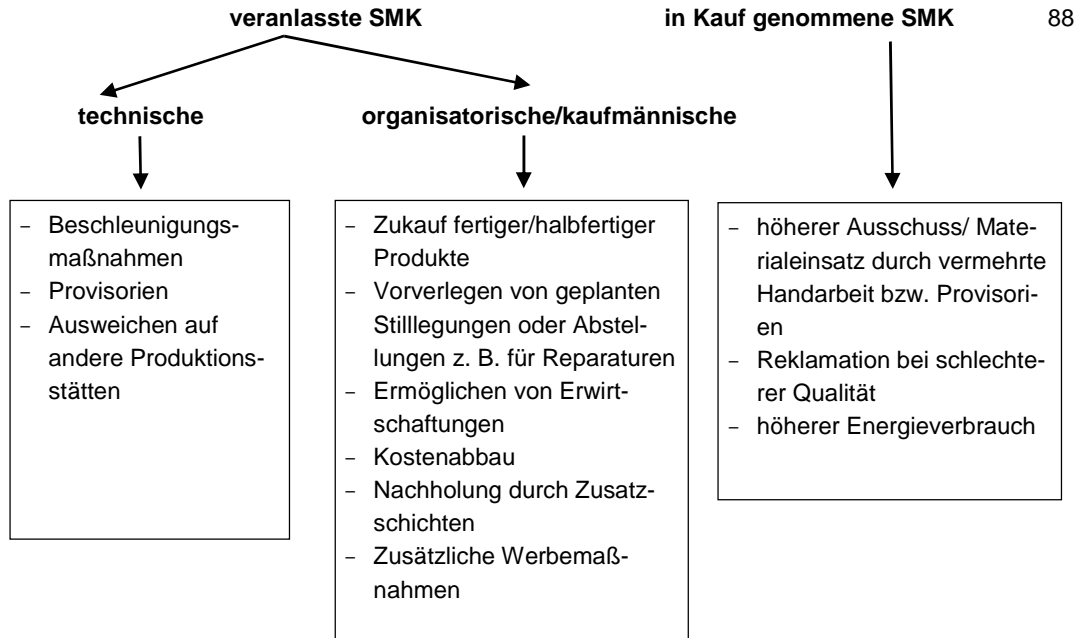 veranlasste SMK
in Kauf genommene SMK
88
technische
organisatorische/kaufmännische
– Beschleunigungs-
maßnahmen
– Provisorien
– Ausweichen auf
andere Produktions-
stätten
– Zukauf fertiger/halbfertiger
Produkte
– Vorverlegen von geplanten
Stilllegungen oder Abstel-
lungen z. B. für Reparaturen
– Ermöglichen von Erwirt-
schaftungen
– Kostenabbau
– Nachholung durch Zusatz-
schichten
– Zusätzliche Werbemaß-
nahmen
– höherer Ausschuss/ Mate-
rialeinsatz durch vermehrte
Handarbeit bzw. Provisori-
en
– Reklamation bei schlechte-
rer Qualität
– höherer Energieverbrauch